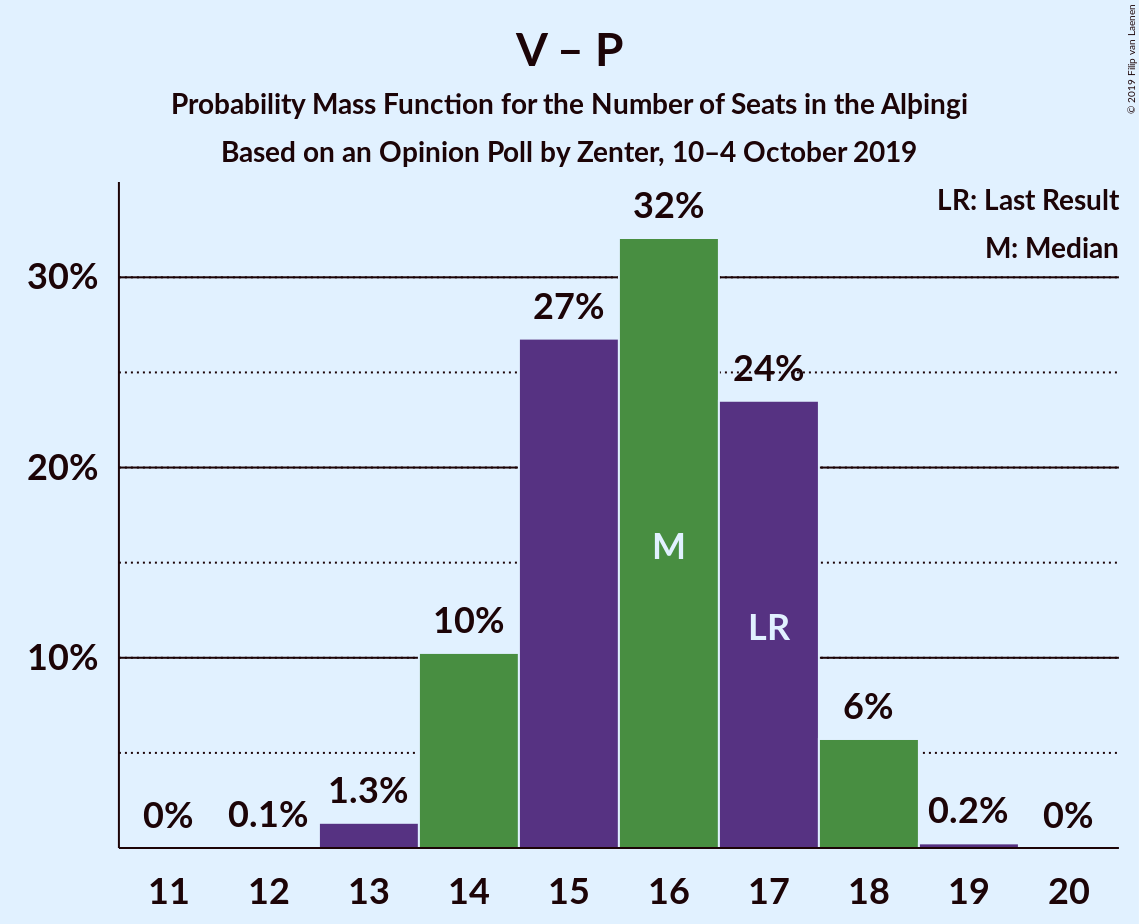 V – P
Probability Mass Function for the Number of Seats in the Alþingi
Based on an Opinion Poll by Zenter, 10–4 October 2019
© 2019 Filip van Laenen
LR: Last Result
M: Median
30%
20%
10%
0%
0.1%
1.3%
10%
27%
32%
24%
6%
0.2%
0%
M
LR
11 12 13 14 15 16 17 18 19 20